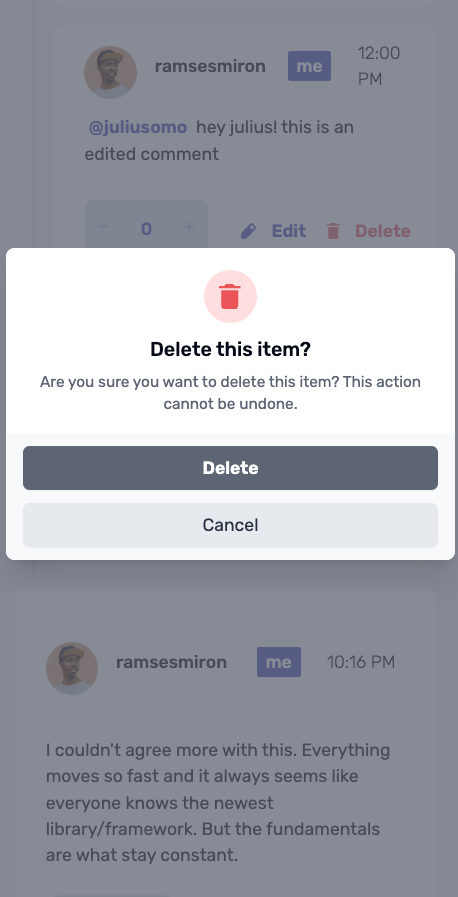 ramsesmiron me 12:00
PM
@juliusomo hey julius! this is an
edited comment
− 0 + Edit Delete
Delete this item?
Are you sure you want to delete this item? This action
cannot be undone.
Delete
Cancel
ramsesmiron me 10:16 PM
I couldn't agree more with this. Everything
moves so fast and it always seems like
everyone knows the newest
library/framework. But the fundamentals
are what stay constant.